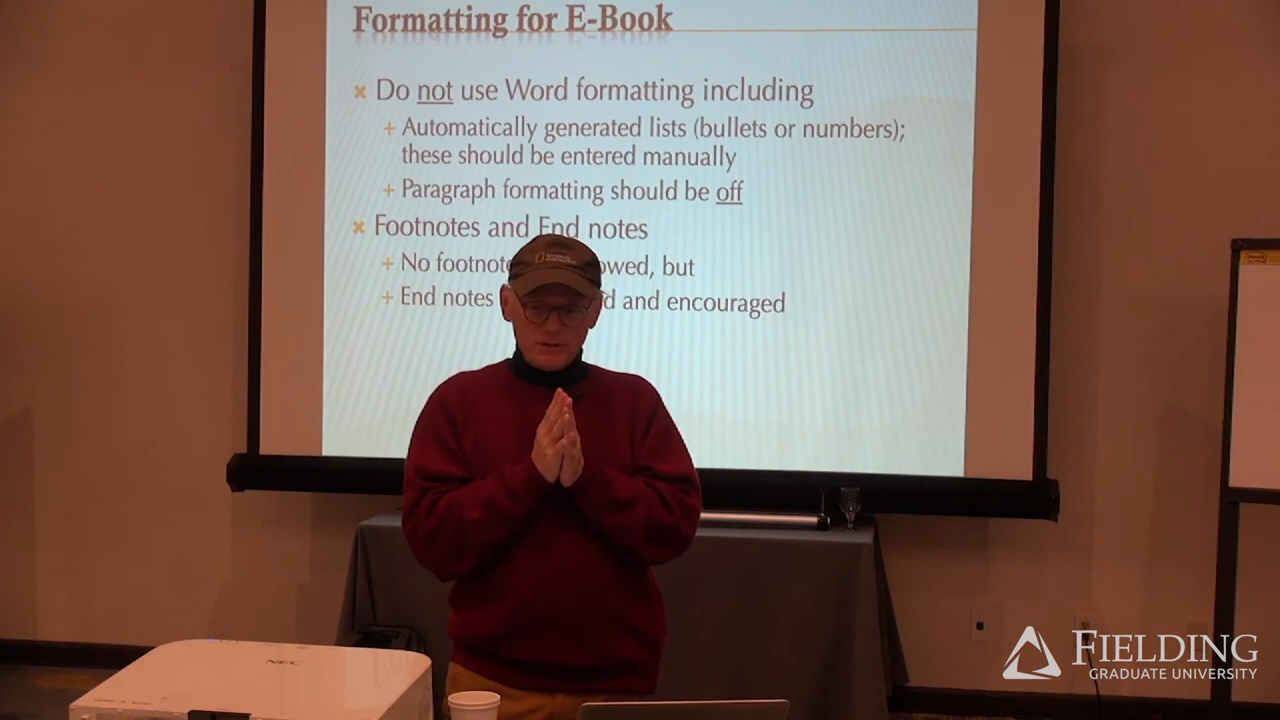 Formatting for E-Book
Do not use Word formatting including
+ Automatically generated lists (bullets or numbers);
these should be entered manually
+ Paragraph formatting should be off
Footnotes and End notes
+ No footnot owed, but
+ End notes d and encouraged
NEC
FIELDING
GRADUATE UNIVERSITY